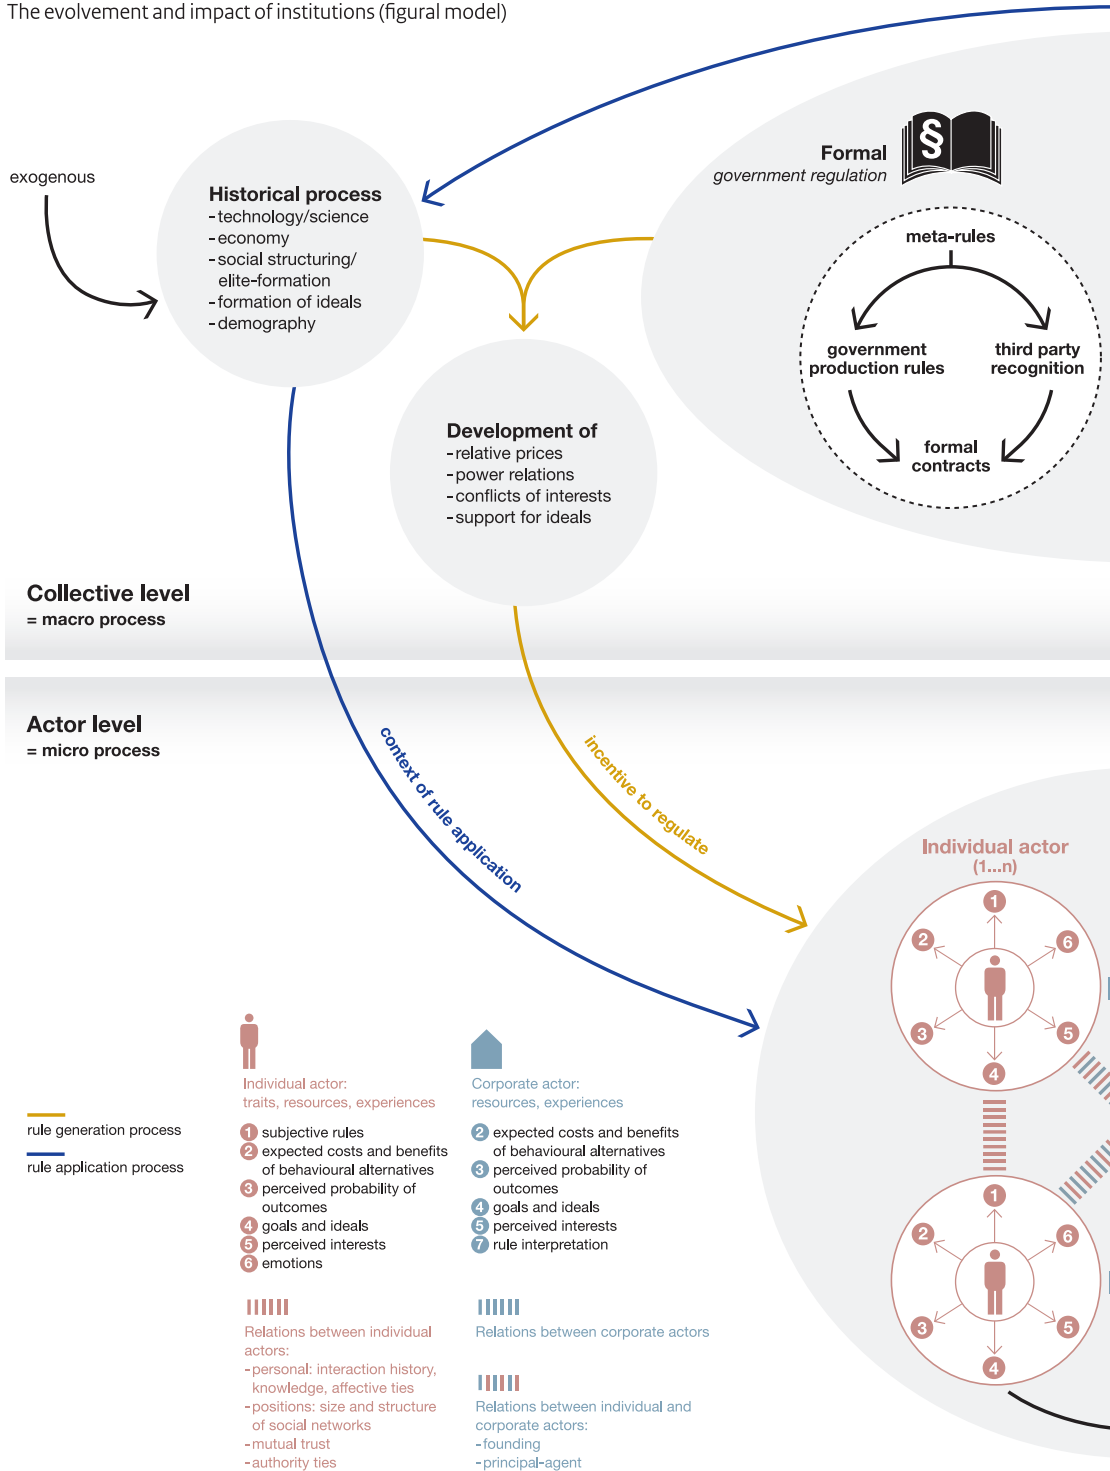 The evolvement and impact of institutions (figural model)
exogenous
Historical process
-technology/science
-economy
-social structuring/
elite-formation
-formation of ideals
-demography
Formal
government regulation
§
meta-rules
government
production rules
third party
recognition
formal
contracts
Development of
-relative prices
-power relations
-conflicts of interests
-support for ideals
Collective level
= macro process
Actor level
= micro process
context of rule application
incentive to regulate
Individual actor
(1...n)
1
2
6
3
5
4
1
2
6
3
5
4
rule generation process
rule application process
Individual actor:
traits, resources, experiences
1 subjective rules
2 expected costs and benefits
of behavioural alternatives
3 perceived probability of
outcomes
4 goals and ideals
5 perceived interests
6 emotions
Corporate actor:
resources, experiences
2 expected costs and benefits
of behavioural alternatives
3 perceived probability of
outcomes
4 goals and ideals
5 perceived interests
7 rule interpretation
Relations between individual
actors:
-personal: interaction history,
knowledge, affective ties
-positions: size and structure
of social networks
-mutual trust
-authority ties
Relations between corporate actors
Relations between individual and
corporate actors:
-founding
-principal-agent